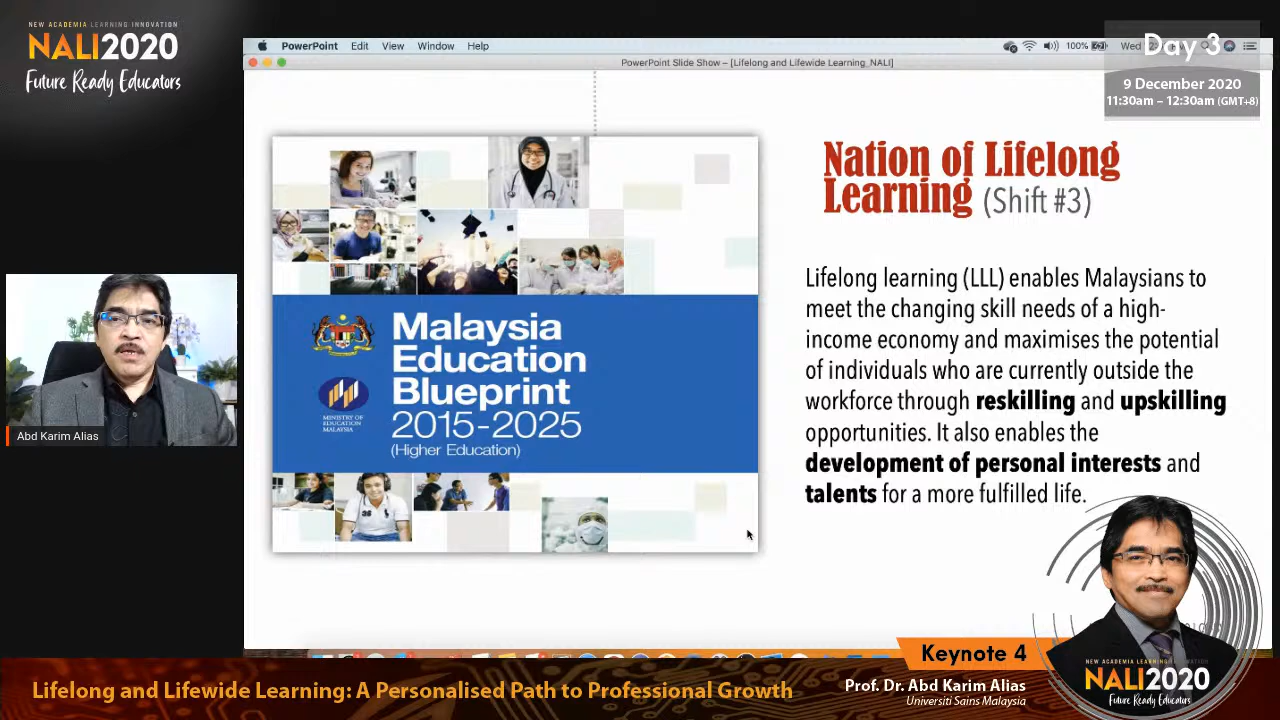 NEW ACADEMIA LEARNING INNOVATION
NALI2020
Future Ready Educators
PowerPoint Edit View Window Help
100% Wed
PowerPoint Slide Show – [Lifelong and Lifewide Learning_NALI]
Day 3
9 December 2020
11:30am – 12:30am (GMT+8)
Nation of Lifelong
Learning (Shift #3)
Malaysia
Education
Blueprint
2015-2025
(Higher Education)
MINISTRY OF
EDUCATION
MALAYSIA
Lifelong learning (LLL) enables Malaysians to
meet the changing skill needs of a high-
income economy and maximises the potential
of individuals who are currently outside the
workforce through reskilling and upskilling
opportunities. It also enables the
development of personal interests and
talents for a more fulfilled life.
Abd Karim Alias
Keynote 4
Lifelong and Lifewide Learning: A Personalised Path to Professional Growth
Prof. Dr. Abd Karim Alias
Universiti Sains Malaysia
NEW ACADEMIA LEARNING INNOVATION
NALI2020
Future Ready Educators